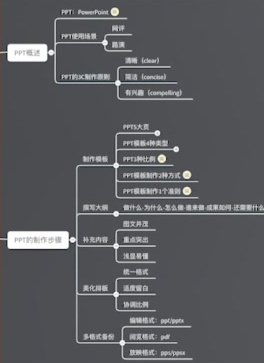 PPT概述
PPT：PowerPoint
PPT使用场景
网评
路演
PPT的3C制作原则
清晰（clear）
简洁（concise）
有兴趣（compelling）
PPT的制作步骤
制作模板
PPT5大页
PPT模板4种类型
PPT3种比例
PPT模板制作2种方式
PPT模板制作1个准则
撰写大纲
做什么-为什么-怎么做-谁来做-成果如何-还需要什么
补充内容
图文并茂
重点突出
浅显易懂
美化排版
统一格式
适度留白
协调比例
多格式备份
编辑格式：ppt/pptx
阅览格式：pdf
放映格式：pps/ppsx